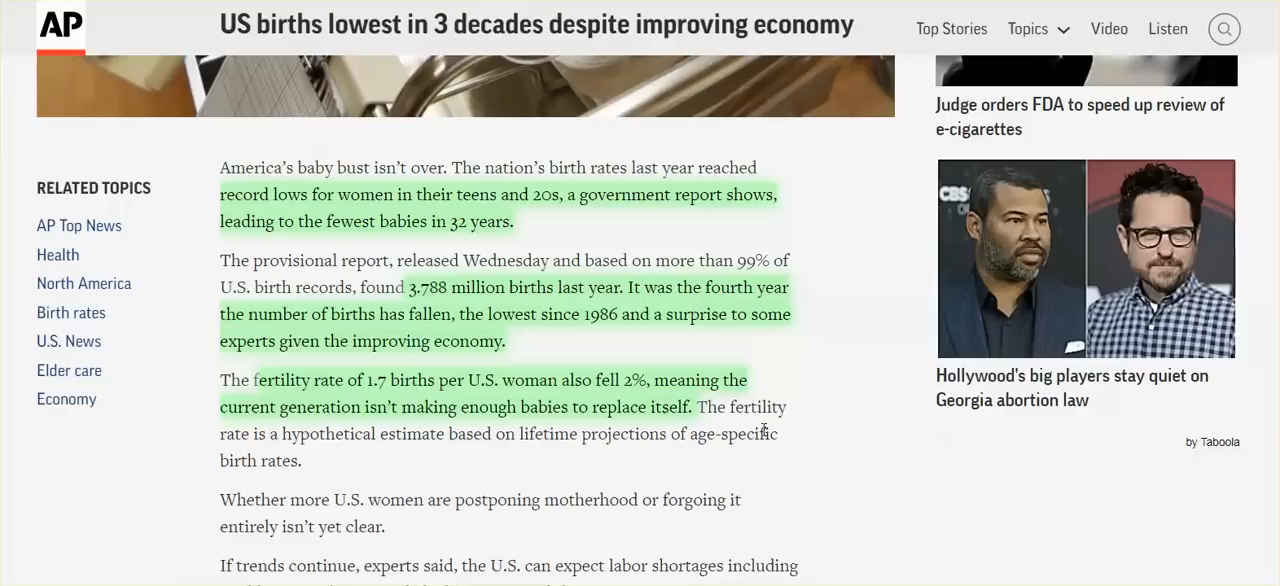 AP
US births lowest in 3 decades despite improving economy
Top Stories
Topics
Video
Listen
RELATED TOPICS
AP Top News
Health
North America
Birth rates
U.S. News
Elder care
Economy
America's baby bust isn't over. The nation's birth rates last year reached
record lows for women in their teens and 20s, a government report shows,
leading to the fewest babies in 32 years.
The provisional report, released Wednesday and based on more than 99% of
U.S. birth records, found 3.788 million births last year. It was the fourth year
the number of births has fallen, the lowest since 1986 and a surprise to some
experts given the improving economy.
The fertility rate of 1.7 births per U.S. woman also fell 2%, meaning the
current generation isn't making enough babies to replace itself. The fertility
rate is a hypothetical estimate based on lifetime projections of age-specific
birth rates.
Whether more U.S. women are postponing motherhood or forgoing it
entirely isn't yet clear.
If trends continue, experts said, the U.S. can expect labor shortages including
Judge orders FDA to speed up review of
e-cigarettes
CBS
Hollywood's big players stay quiet on
Georgia abortion law
by Taboola